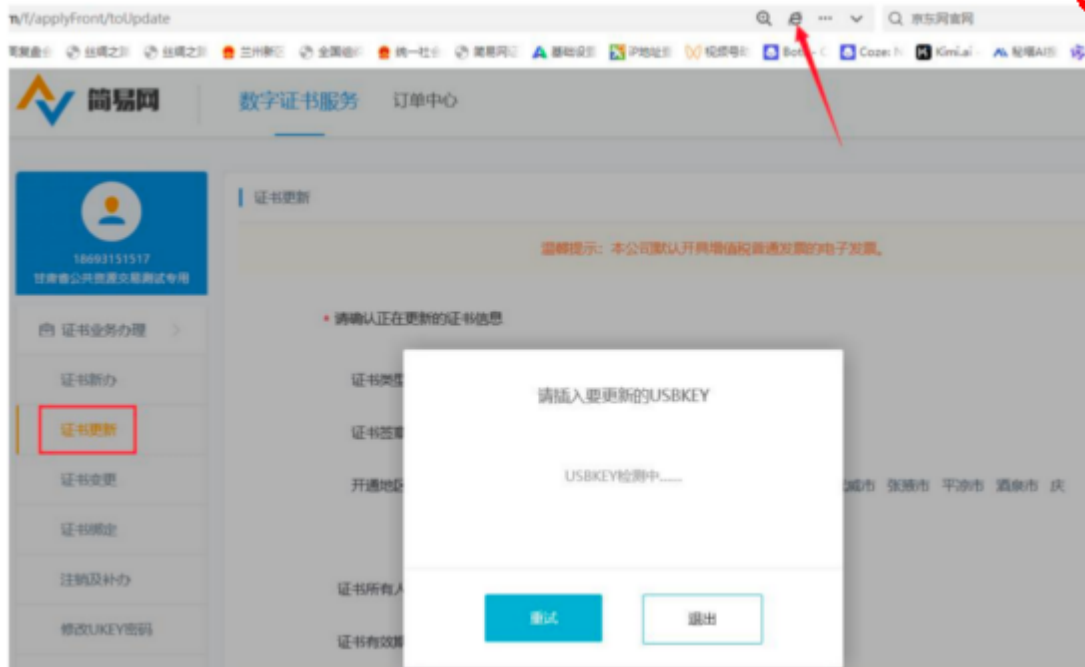 /f/applyFront/toUpdate
京东网官网
简易网
数字证书服务 订单中心
18693151517
甘肃省公共资源交易测试专用
证书业务办理
证书新办
证书更新
证书变更
证书绑定
注销及补办
修改UKEY密码
证书更新
温馨提示：本公司默认开具增值税普通发票的电子发票。
* 请确认正在更新的证书信息
证书类型
证书签章
开通地区
威市 张掖市 平凉市 酒泉市 庆
证书所有人
证书有效期
请插入要更新的USBKEY
USBKEY检测中......
重试 退出